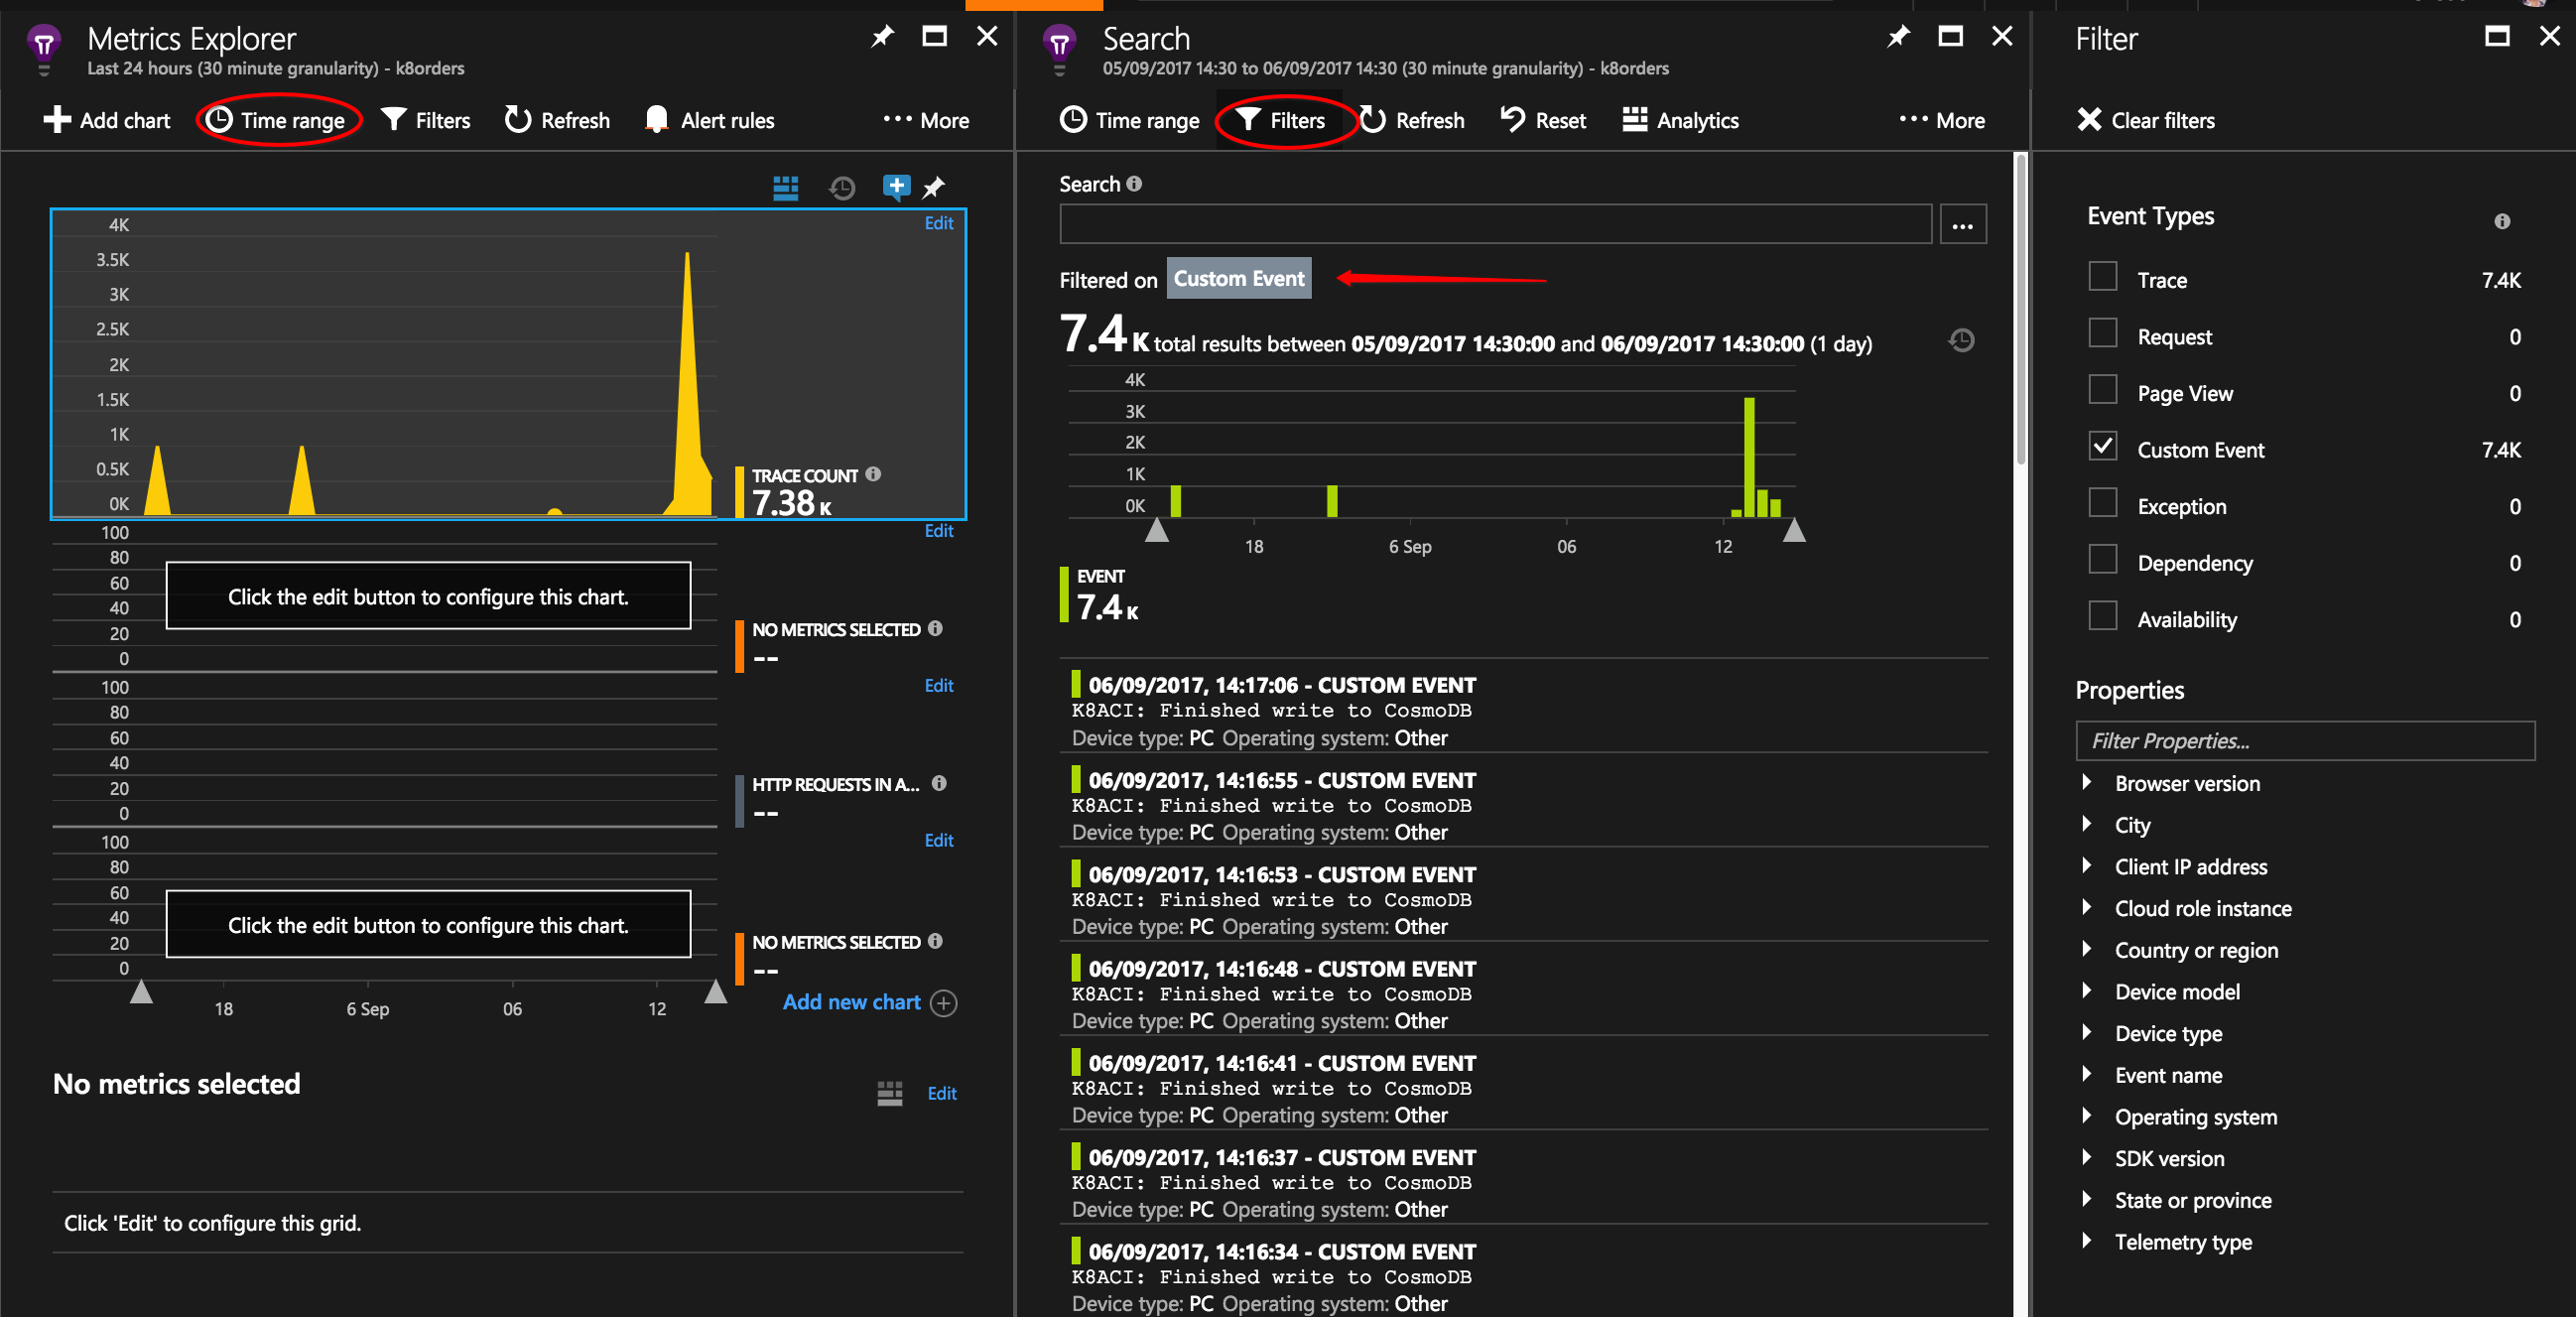 Metrics Explorer
Last 24 hours (30 minute granularity) - k8orders
Add chart
Time range
Filters
Refresh
Alert rules
More
Edit
4K
3.5K
3K
2.5K
2K
1.5K
1K
0.5K
0K
TRACE COUNT
7.38 K
Edit
100
80
60
40
20
0
Click the edit button to configure this chart.
NO METRICS SELECTED
--
Edit
100
80
60
40
20
0
HTTP REQUESTS IN A...
--
Edit
100
80
60
40
20
0
Click the edit button to configure this chart.
NO METRICS SELECTED
--
18
6 Sep
06
12
Add new chart
No metrics selected
Edit
Click 'Edit' to configure this grid.
Search
05/09/2017 14:30 to 06/09/2017 14:30 (30 minute granularity) - k8orders
Time range
Filters
Refresh
Reset
Analytics
More
Search
...
Filtered on Custom Event
7.4 K total results between 05/09/2017 14:30:00 and 06/09/2017 14:30:00 (1 day)
4K
3K
2K
1K
0K
18
6 Sep
06
12
EVENT
7.4 K
06/09/2017, 14:17:06 - CUSTOM EVENT
K8ACI: Finished write to CosmoDB
Device type: PC Operating system: Other
06/09/2017, 14:16:55 - CUSTOM EVENT
K8ACI: Finished write to CosmoDB
Device type: PC Operating system: Other
06/09/2017, 14:16:53 - CUSTOM EVENT
K8ACI: Finished write to CosmoDB
Device type: PC Operating system: Other
06/09/2017, 14:16:48 - CUSTOM EVENT
K8ACI: Finished write to CosmoDB
Device type: PC Operating system: Other
06/09/2017, 14:16:41 - CUSTOM EVENT
K8ACI: Finished write to CosmoDB
Device type: PC Operating system: Other
06/09/2017, 14:16:37 - CUSTOM EVENT
K8ACI: Finished write to CosmoDB
Device type: PC Operating system: Other
06/09/2017, 14:16:34 - CUSTOM EVENT
K8ACI: Finished write to CosmoDB
Device type: PC Operating system: Other
Filter
Clear filters
Event Types
Trace 7.4K
Request 0
Page View 0
Custom Event 7.4K
Exception 0
Dependency 0
Availability 0
Properties
Filter Properties...
Browser version
City
Client IP address
Cloud role instance
Country or region
Device model
Device type
Event name
Operating system
SDK version
State or province
Telemetry type